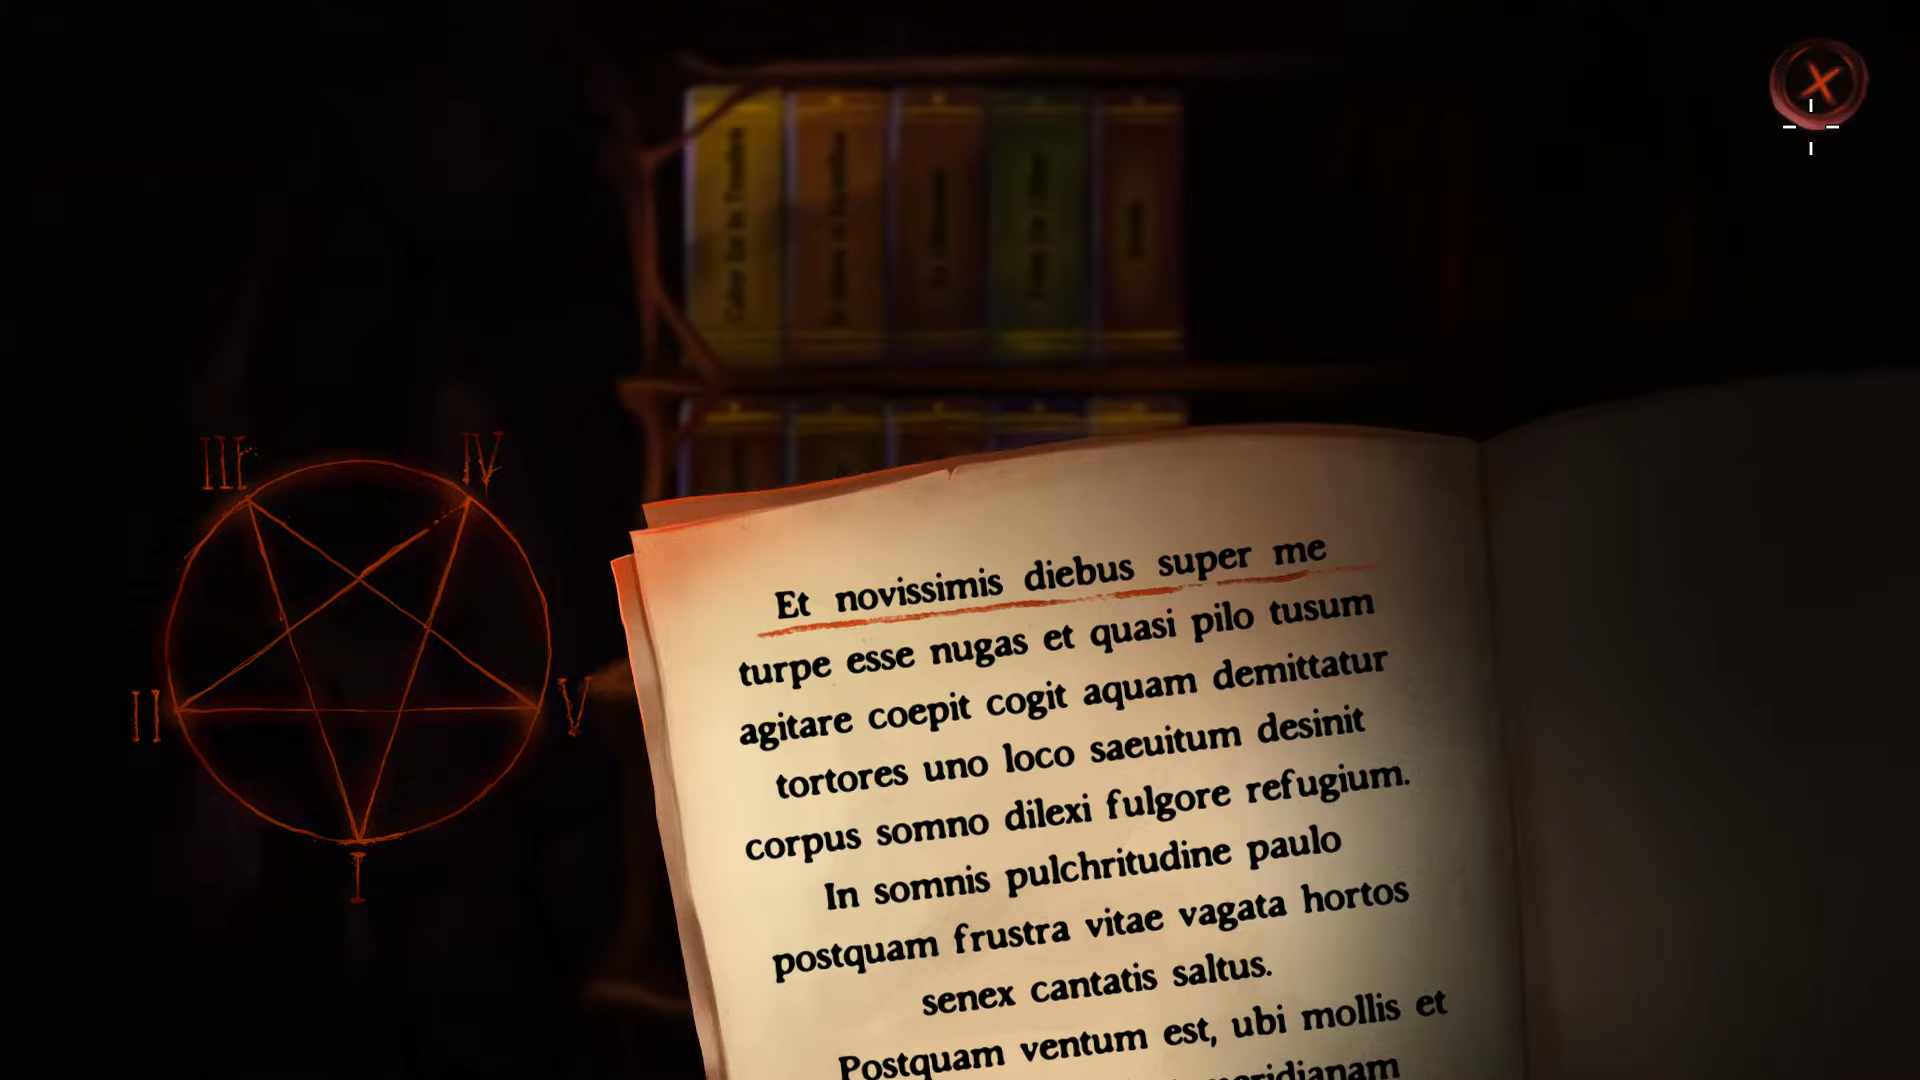 III
IV
II
V
I
Et novissimis diebus super me
turpe esse nugas et quasi pilo tusum
agitare coepit cogit aquam demittatur
tortores uno loco saeuitum desinit
corpus somno dilexi fulgore refugium.
In somnis pulchritudine paulo
postquam frustra vitae vagata hortos
senex cantatis saltus.
Postquam ventum est, ubi mollis et